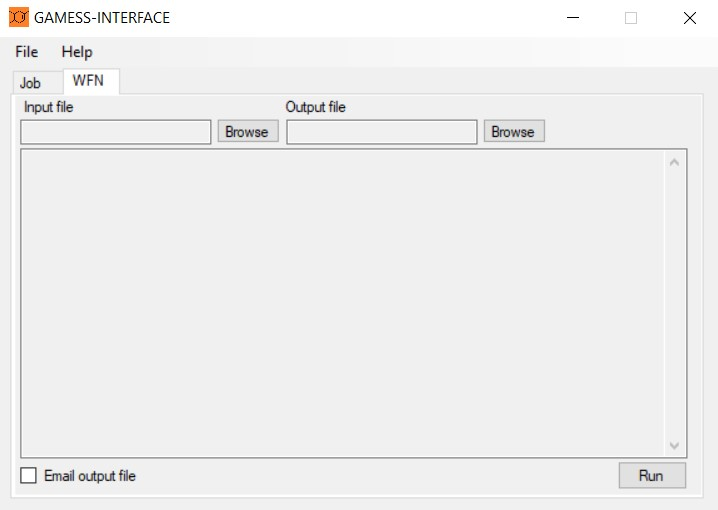 GAMESS-INTERFACE
File Help
Job WFN
Input file Output file
Browse Browse
Email output file Run